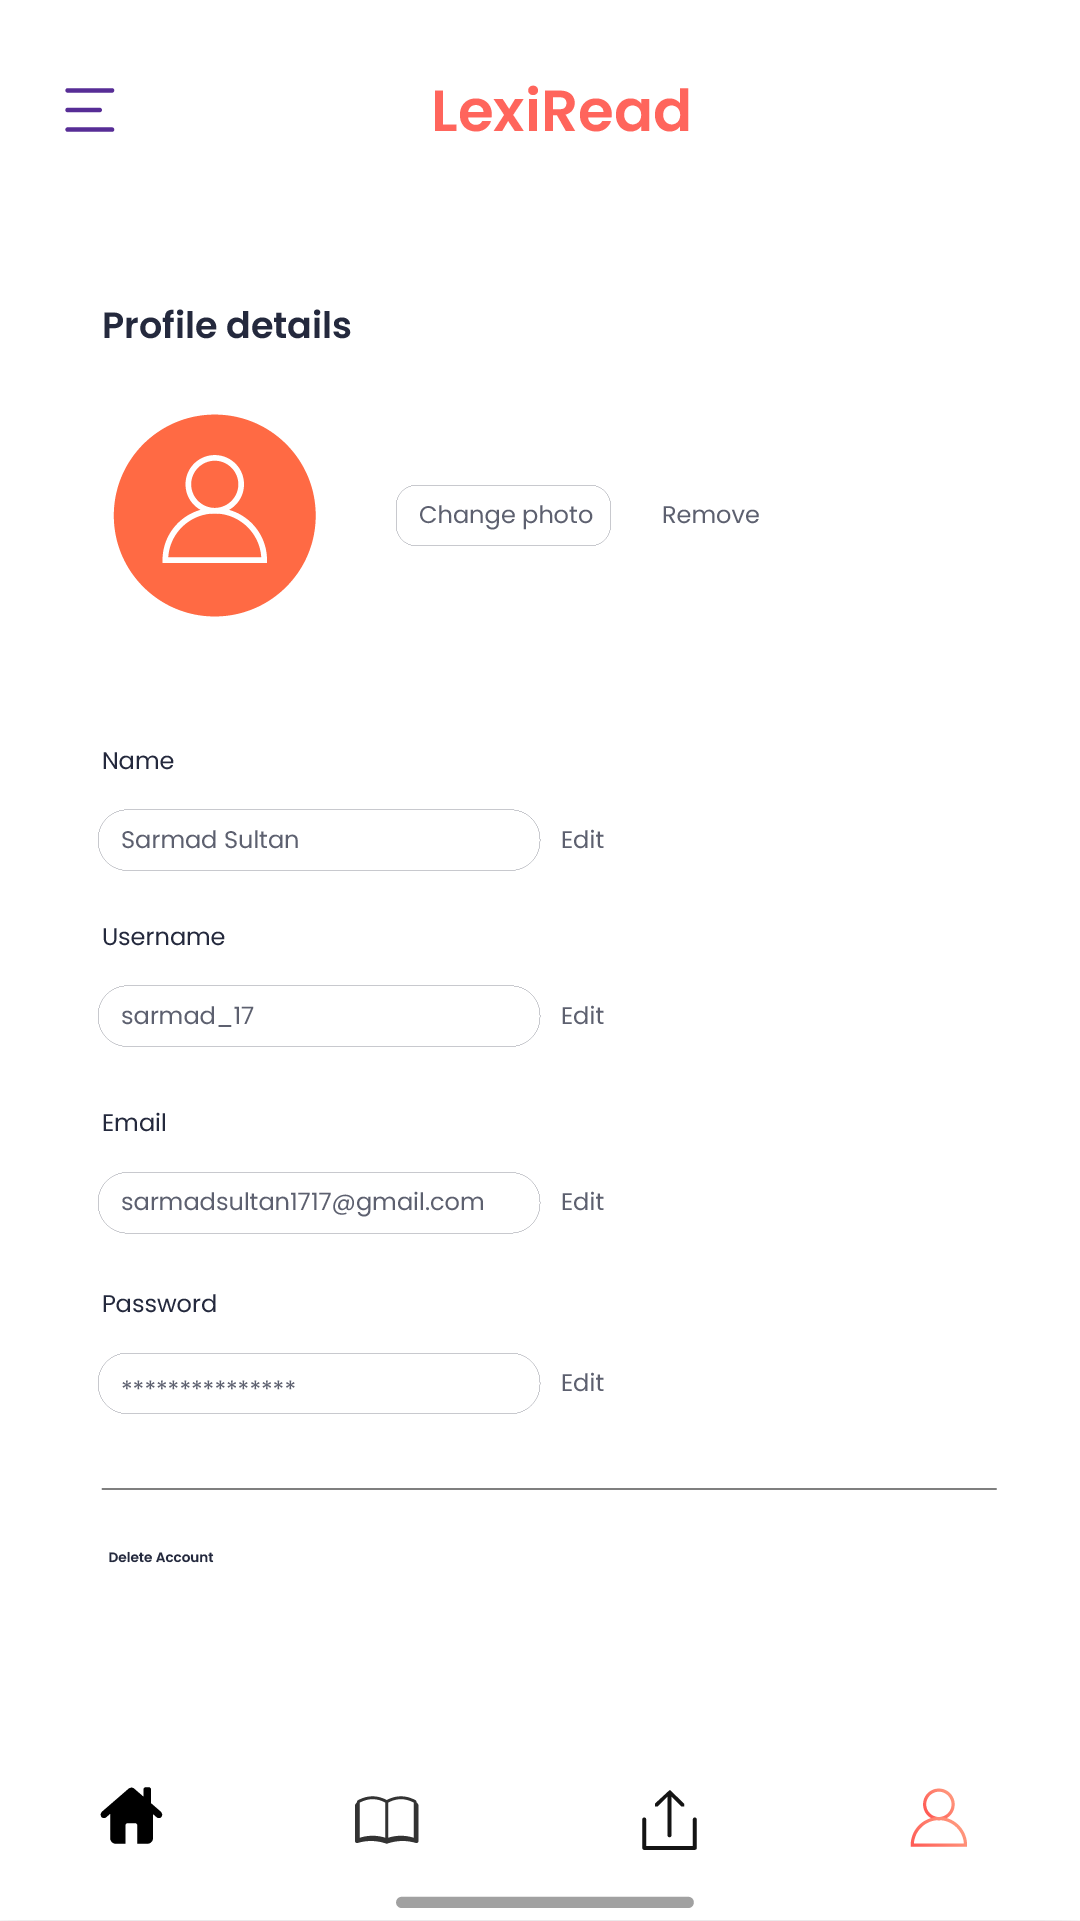 LexiRead
Profile details
Change photo Remove
Name
Sarmad Sultan Edit
Username
sarmad_17 Edit
Email
sarmadsultan1717@gmail.com Edit
Password
*************** Edit
Delete Account